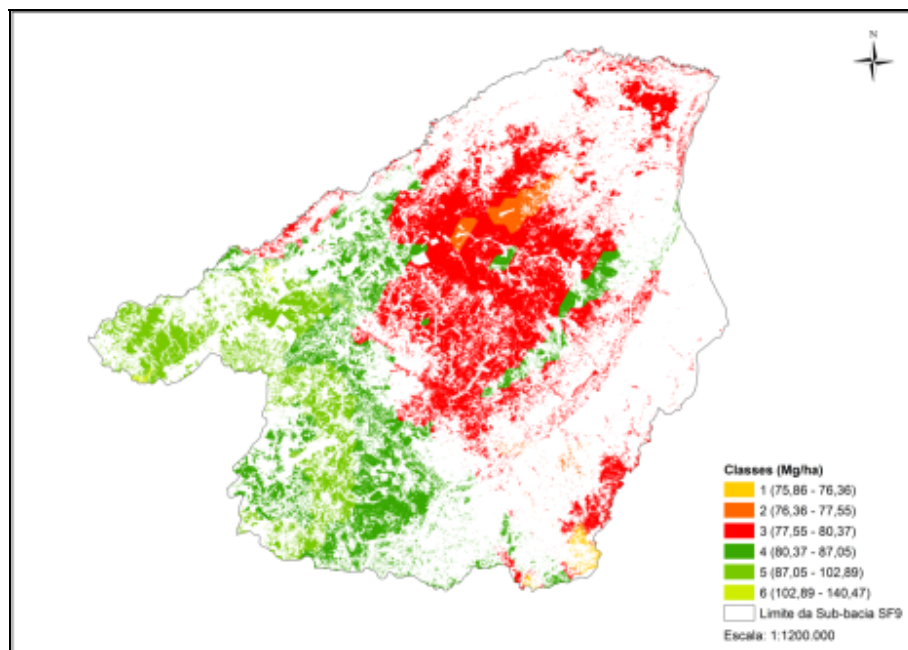 N
Classes (Mg/ha)
1 (75,86 - 76,36)
2 (76,36 - 77,55)
3 (77,55 - 80,37)
4 (80,37 - 87,05)
5 (87,05 - 102,89)
6 (102,89 - 140,47)
Limite da Sub-bacia SF9
Escala: 1:1200.000